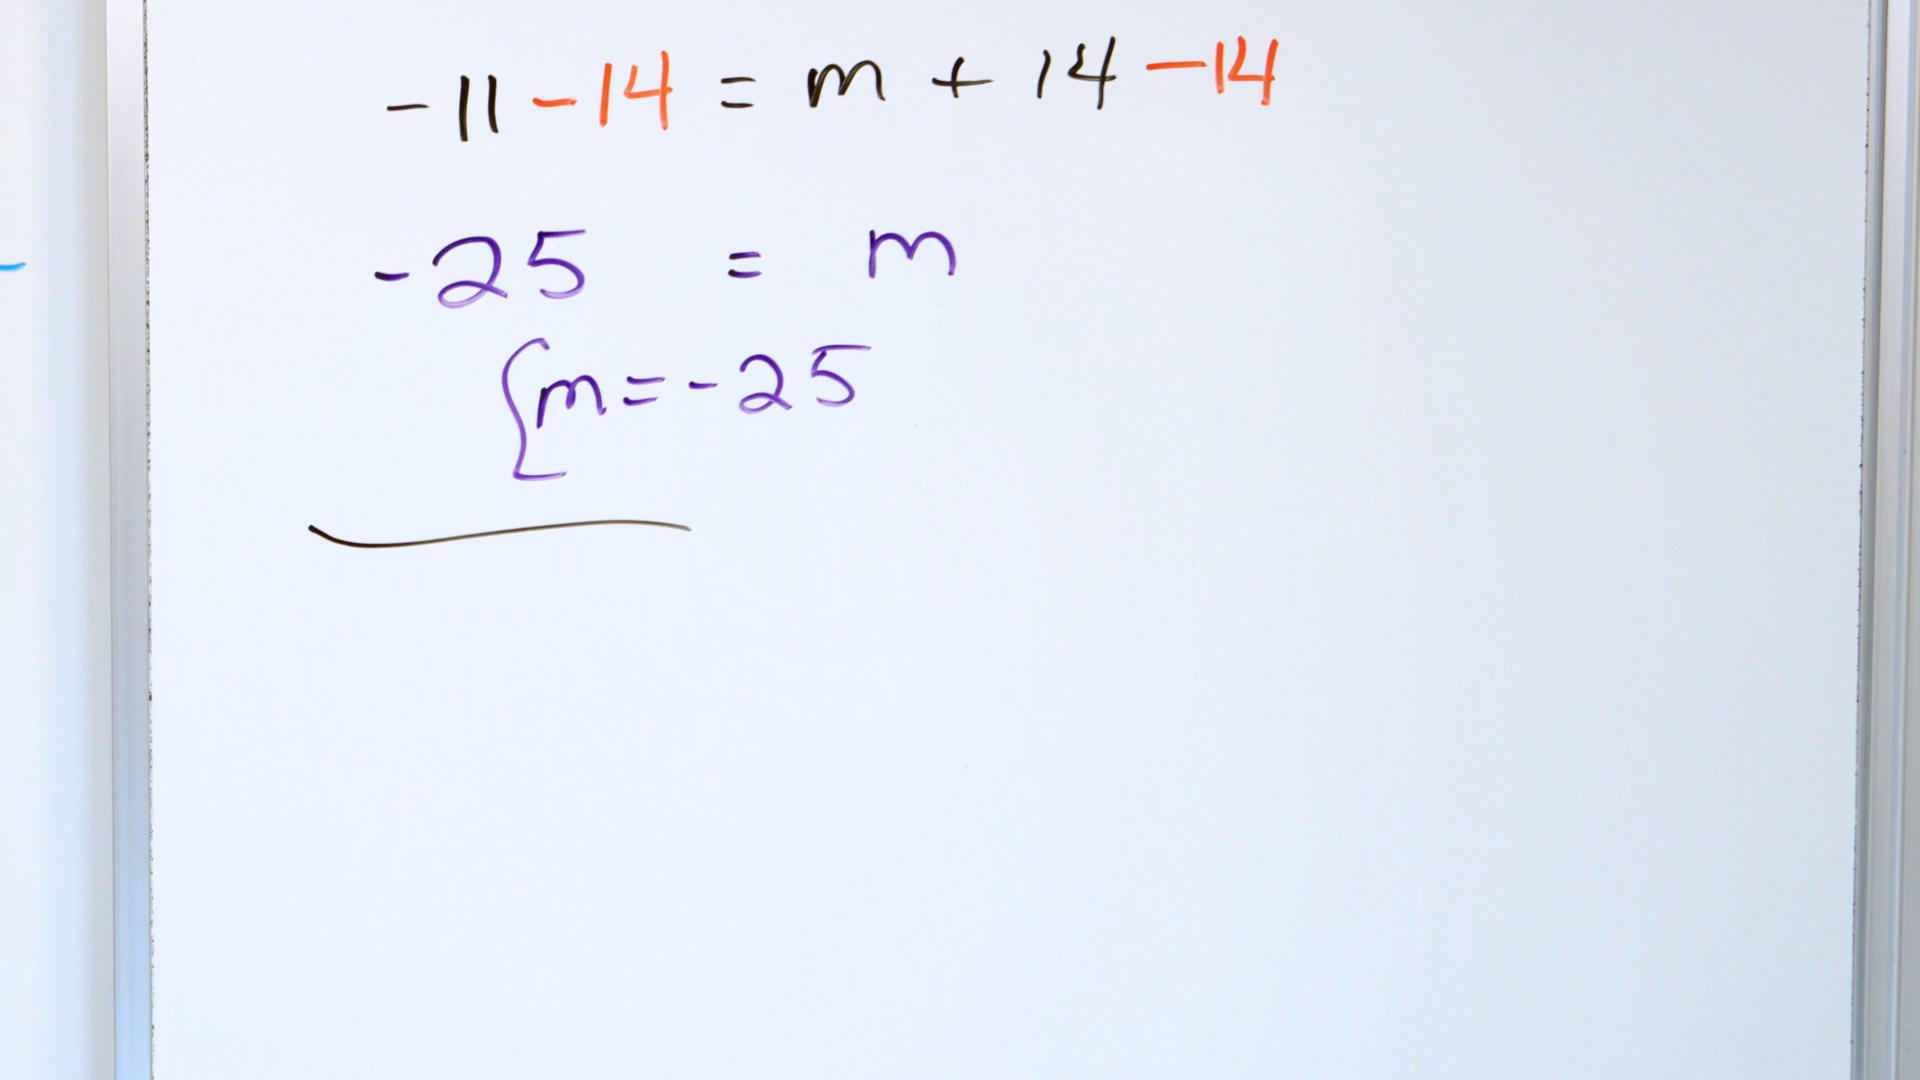 -11 -14 = m + 14 -14
-25 = m
m = -25